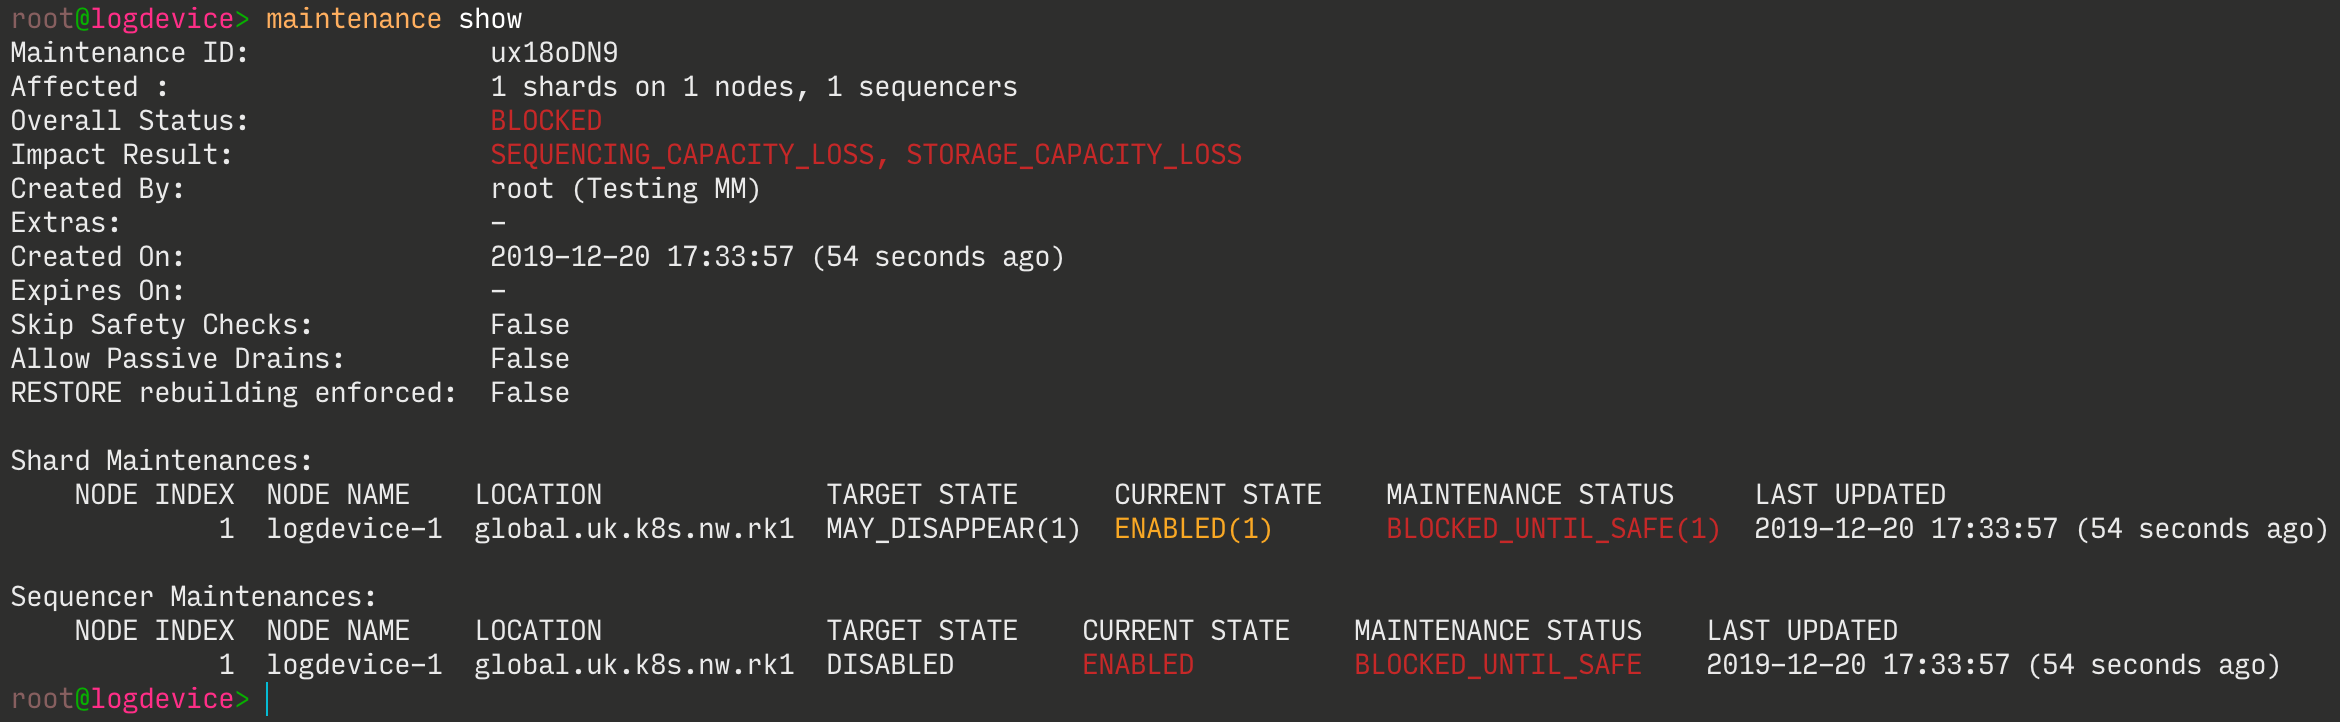 root@logdevice> maintenance show
Maintenance ID: ux18oDN9
Affected : 1 shards on 1 nodes, 1 sequencers
Overall Status: BLOCKED
Impact Result: SEQUENCING_CAPACITY_LOSS, STORAGE_CAPACITY_LOSS
Created By: root (Testing MM)
Extras: -
Created On: 2019-12-20 17:33:57 (54 seconds ago)
Expires On: -
Skip Safety Checks: False
Allow Passive Drains: False
RESTORE rebuilding enforced: False
Shard Maintenances:
NODE INDEX NODE NAME LOCATION TARGET STATE CURRENT STATE MAINTENANCE STATUS LAST UPDATED
1 logdevice-1 global.uk.k8s.nw.rk1 MAY_DISAPPEAR(1) ENABLED(1) BLOCKED_UNTIL_SAFE(1) 2019-12-20 17:33:57 (54 seconds ago)
Sequencer Maintenances:
NODE INDEX NODE NAME LOCATION TARGET STATE CURRENT STATE MAINTENANCE STATUS LAST UPDATED
1 logdevice-1 global.uk.k8s.nw.rk1 DISABLED ENABLED BLOCKED_UNTIL_SAFE 2019-12-20 17:33:57 (54 seconds ago)
root@logdevice>